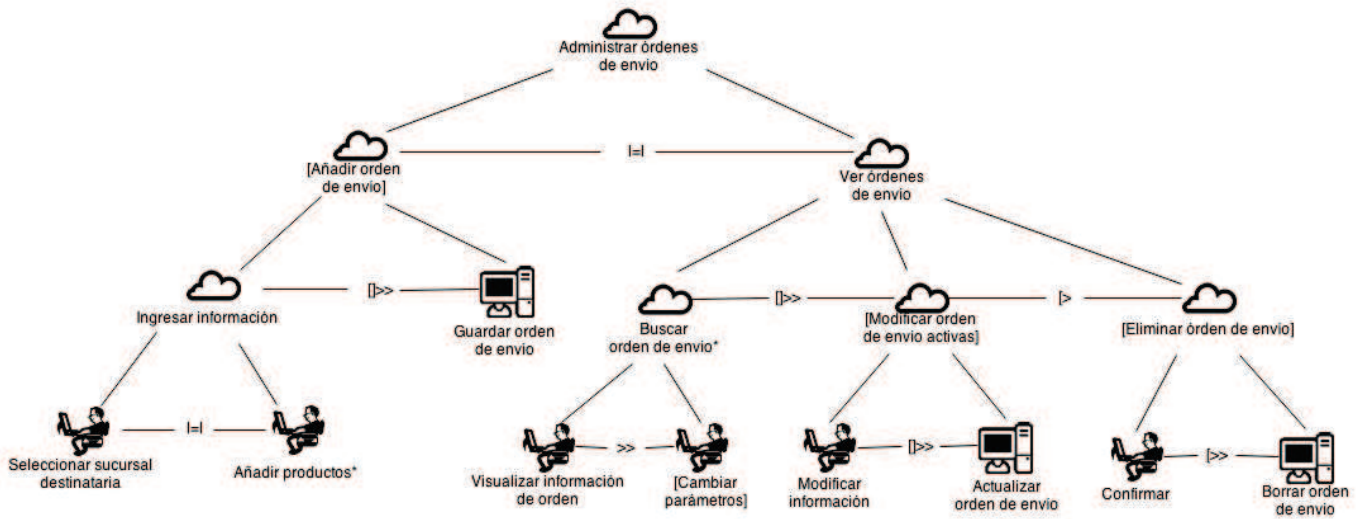 Administrar órdenes
de envio
[Añadir orden
de envio]
|=|
Ver órdenes
de envio
Ingresar información
[]>>
Guardar orden
de envio
Buscar
orden de envio*
[]>>
[Modificar orden
de envio activas]
[>
[Eliminar órden de envio]
Seleccionar sucursal
destinataria
|=|
Añadir productos*
Visualizar información
de orden
>>
[Cambiar
parámetros]
Modificar
información
[]>>
Actualizar
orden de envio
Confirmar
[>>
Borrar orden
de envio